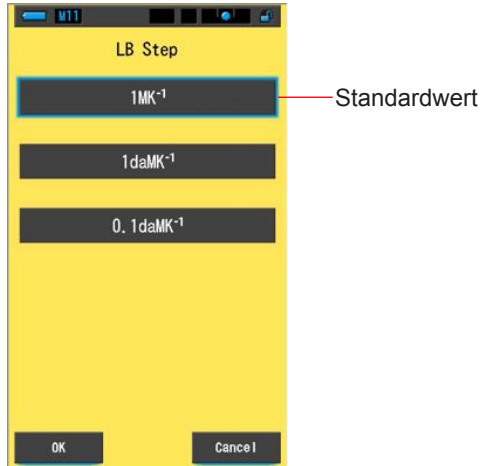 M11
LB Step
1MK⁻¹
Standardwert
1daMK⁻¹
0.1daMK⁻¹
OK
Cancel